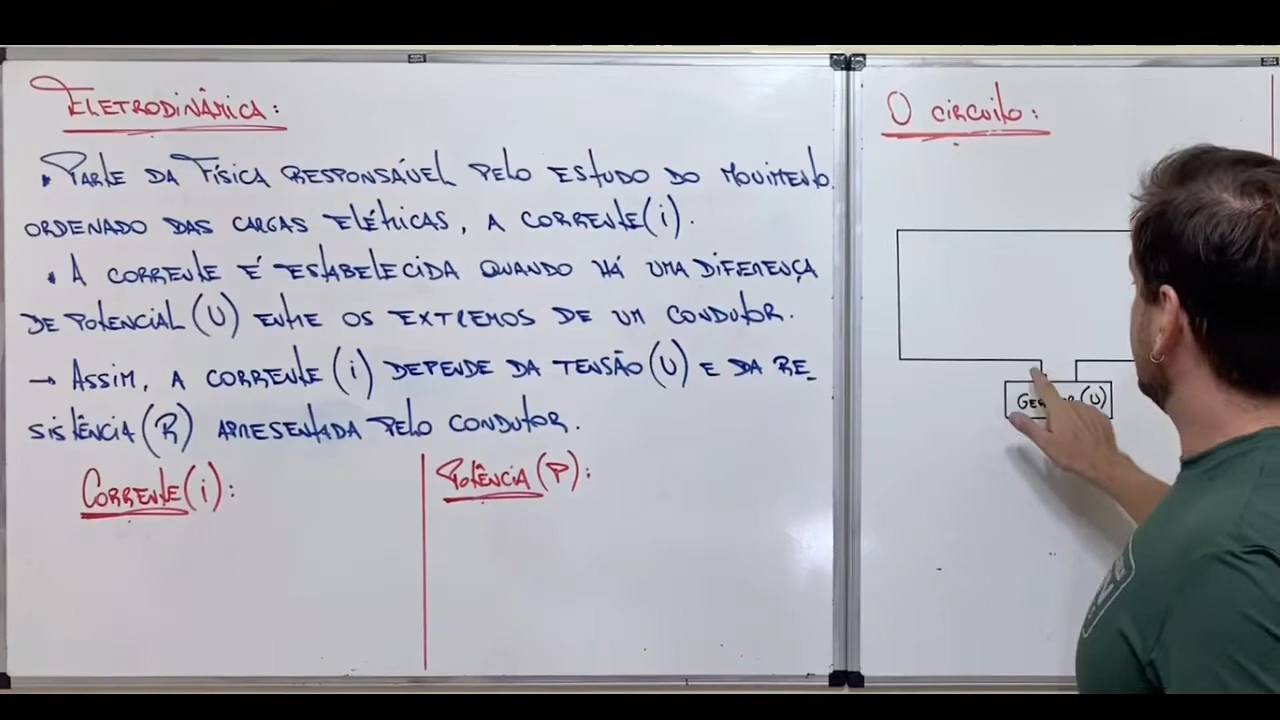 ELETRODINÂMICA:
• PARTE DA FÍSICA RESPONSÁVEL PELO ESTUDO DO MOVIMENTO
ORDENADO DAS CARGAS ELÉTRICAS, A CORRENTE(i).
• A CORRENTE É ESTABELECIDA QUANDO HÁ UMA DIFERENÇA
DE POTENCIAL(U) ENTRE OS EXTREMOS DE UM CONDUTOR.
→ ASSIM, A CORRENTE(i) DEPENDE DA TENSÃO(U) E DA RE-
SISTÊNCIA(R) APRESENTADA PELO CONDUTOR.
CORRENTE(i):
POTÊNCIA(P):
O circuito:
(U)